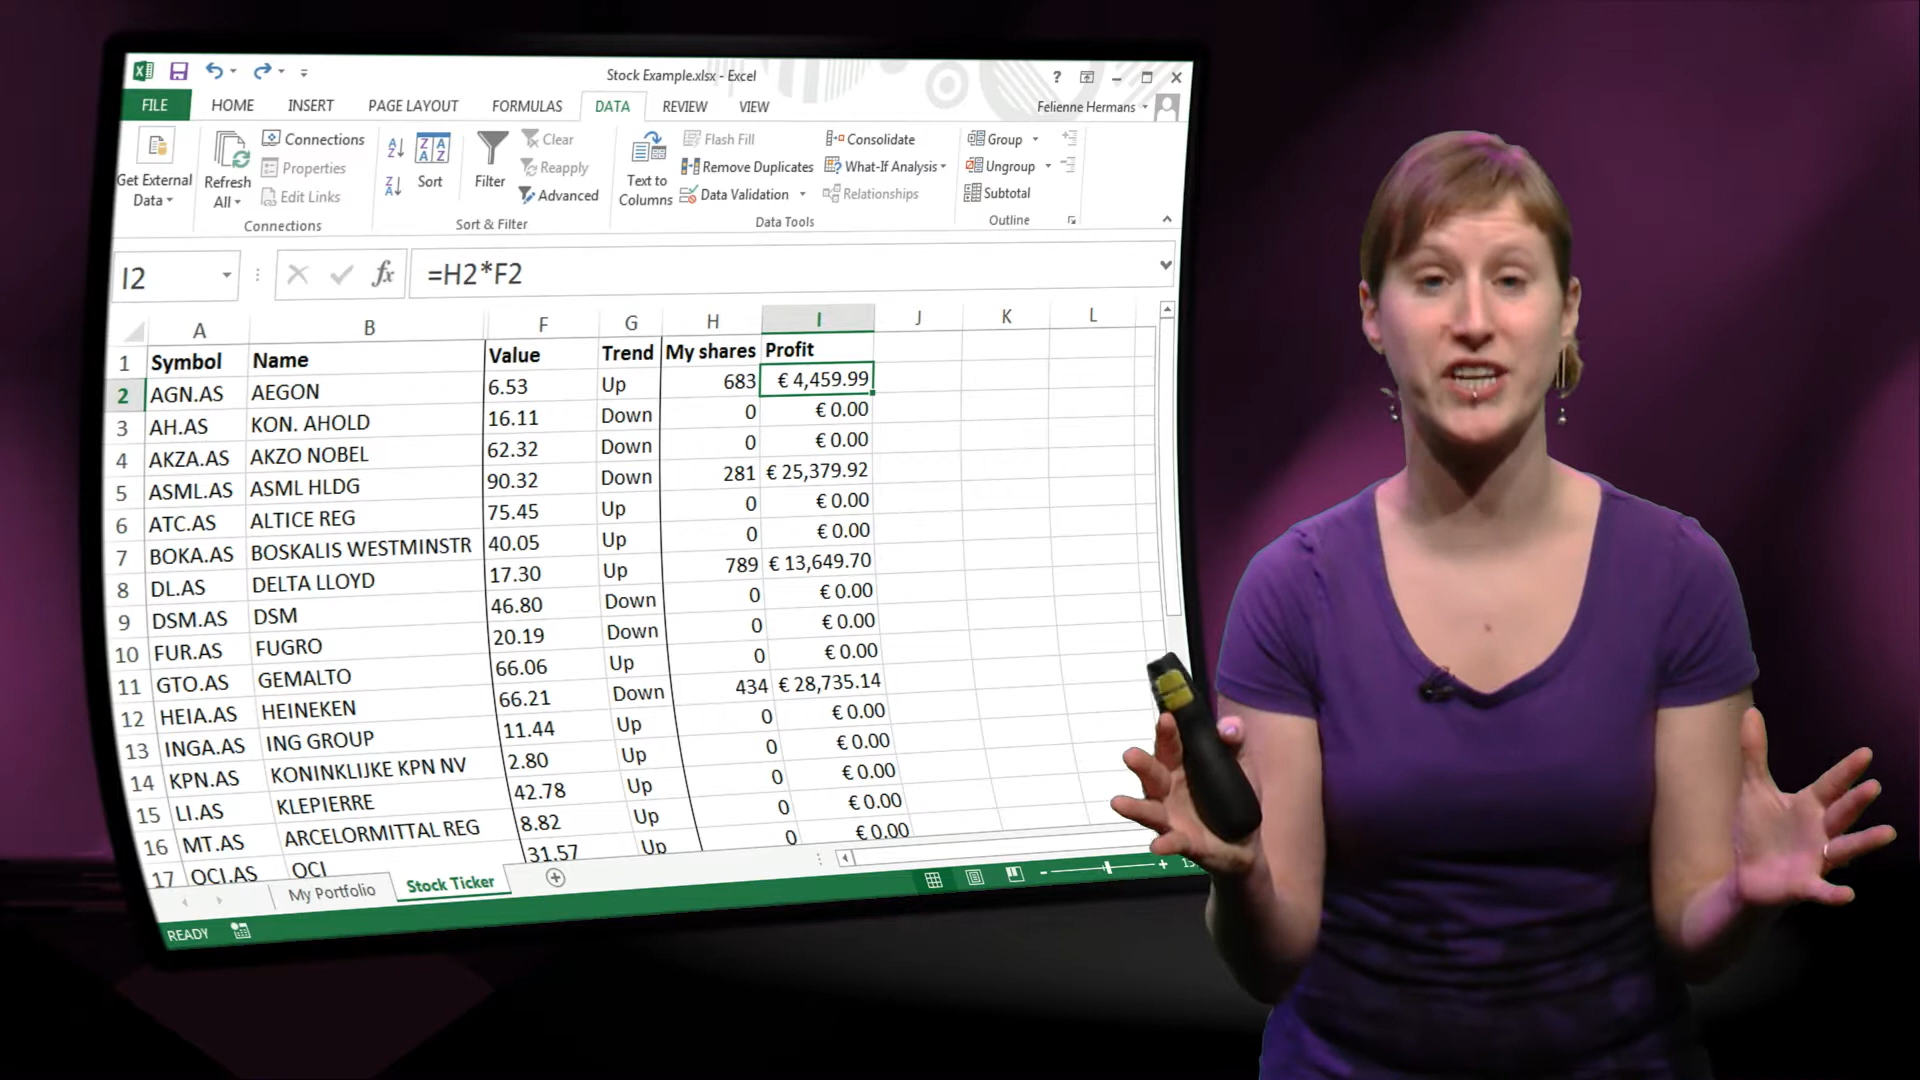 Stock Example.xlsx - Excel
?
FILE HOME INSERT PAGE LAYOUT FORMULAS DATA REVIEW VIEW
Felienne Hermans
Get External Data
Refresh All
Connections
Properties
Edit Links
Connections
Sort
Filter
Clear
Reapply
Advanced
Sort & Filter
Text to Columns
Flash Fill
Remove Duplicates
Data Validation
Consolidate
What-If Analysis
Relationships
Data Tools
Group
Ungroup
Subtotal
Outline
I2 fx =H2*F2
A B F G H I J K L
1 Symbol Name Value Trend My shares Profit
2 AGN.AS AEGON 6.53 Up 683 € 4,459.99
3 AH.AS KON. AHOLD 16.11 Down 0 € 0.00
4 AKZA.AS AKZO NOBEL 62.32 Down 0 € 0.00
5 ASML.AS ASML HLDG 90.32 Down 281 € 25,379.92
6 ATC.AS ALTICE REG 75.45 Up 0 € 0.00
7 BOKA.AS BOSKALIS WESTMINSTR 40.05 Up 0 € 0.00
8 DL.AS DELTA LLOYD 17.30 Up 789 € 13,649.70
9 DSM.AS DSM 46.80 Down 0 € 0.00
10 FUR.AS FUGRO 20.19 Down 0 € 0.00
11 GTO.AS GEMALTO 66.06 Up 0 € 0.00
12 HEIA.AS HEINEKEN 66.21 Down 434 € 28,735.14
13 INGA.AS ING GROUP 11.44 Up 0 € 0.00
14 KPN.AS KONINKLIJKE KPN NV 2.80 Up 0 € 0.00
15 LI.AS KLEPIERRE 42.78 Up 0 € 0.00
16 MT.AS ARCELORMITTAL REG 8.82 Up 0 € 0.00
17 OCI.AS OCI 31.57 Up 0 € 0.00
My Portfolio Stock Ticker
READY